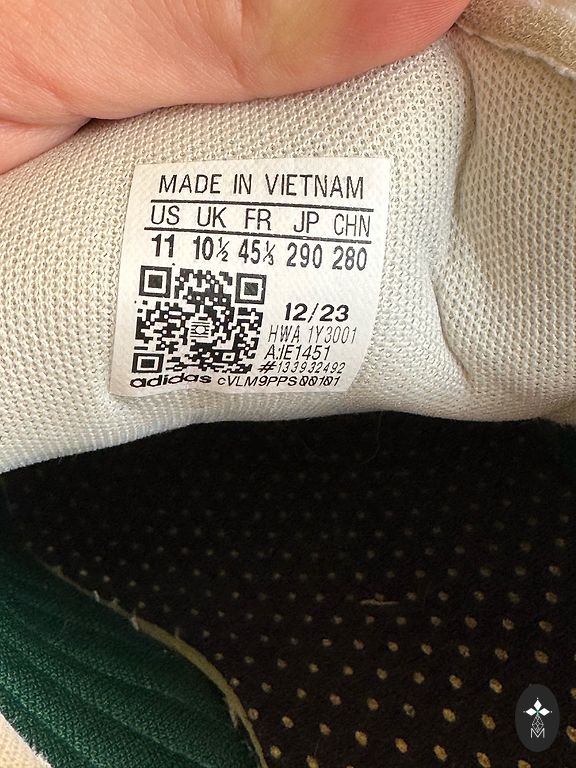 MADE IN VIETNAM
US UK FR JP CHN
11 10½ 45⅓ 290 280
12/23
HWA 1Y3001
A:IE1451
#133932492
adidas cVLM9PPS00101
M